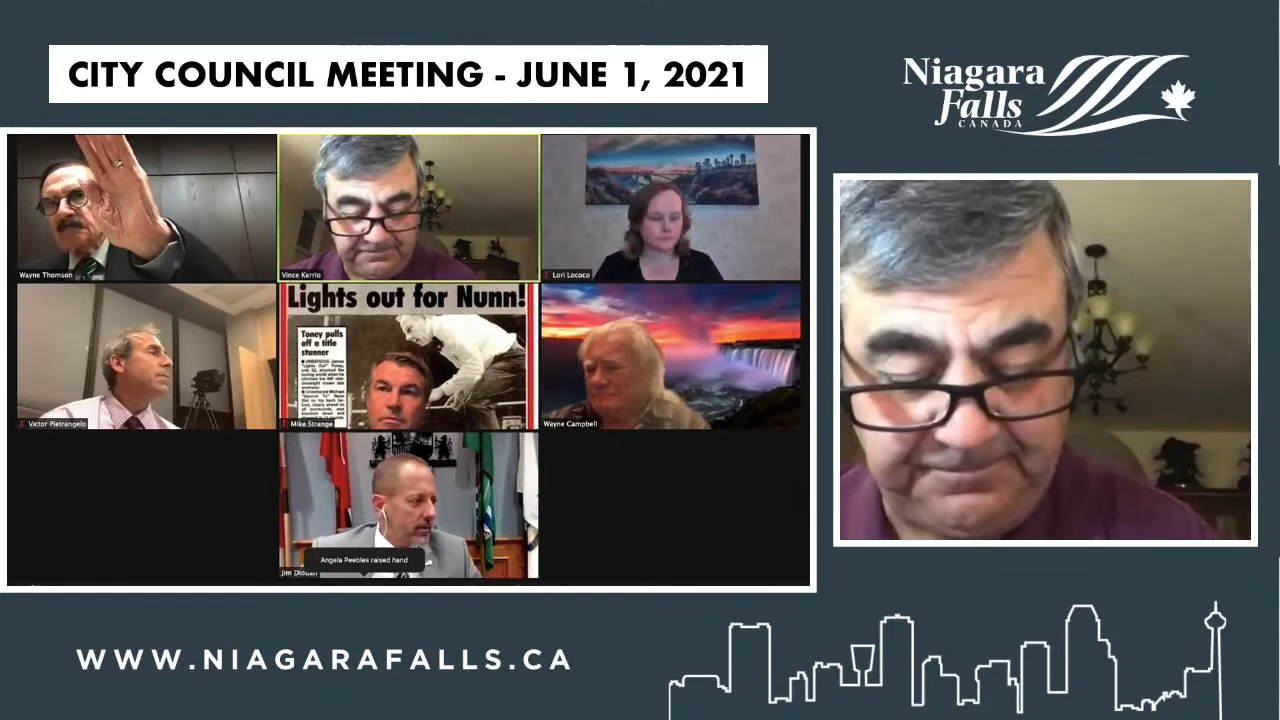 CITY COUNCIL MEETING - JUNE 1, 2021
Niagara
Falls
CANADA
Wayne Thomson
Vince Kerrio
Lori Lococo
Lights out for Nunn!
Toney pulls
off a title
stunner
Victor Pietrangelo
Mike Strange
Wayne Campbell
Angela Peebles raised hand
Jim Diodati
WWW.NIAGARAFALLS.CA